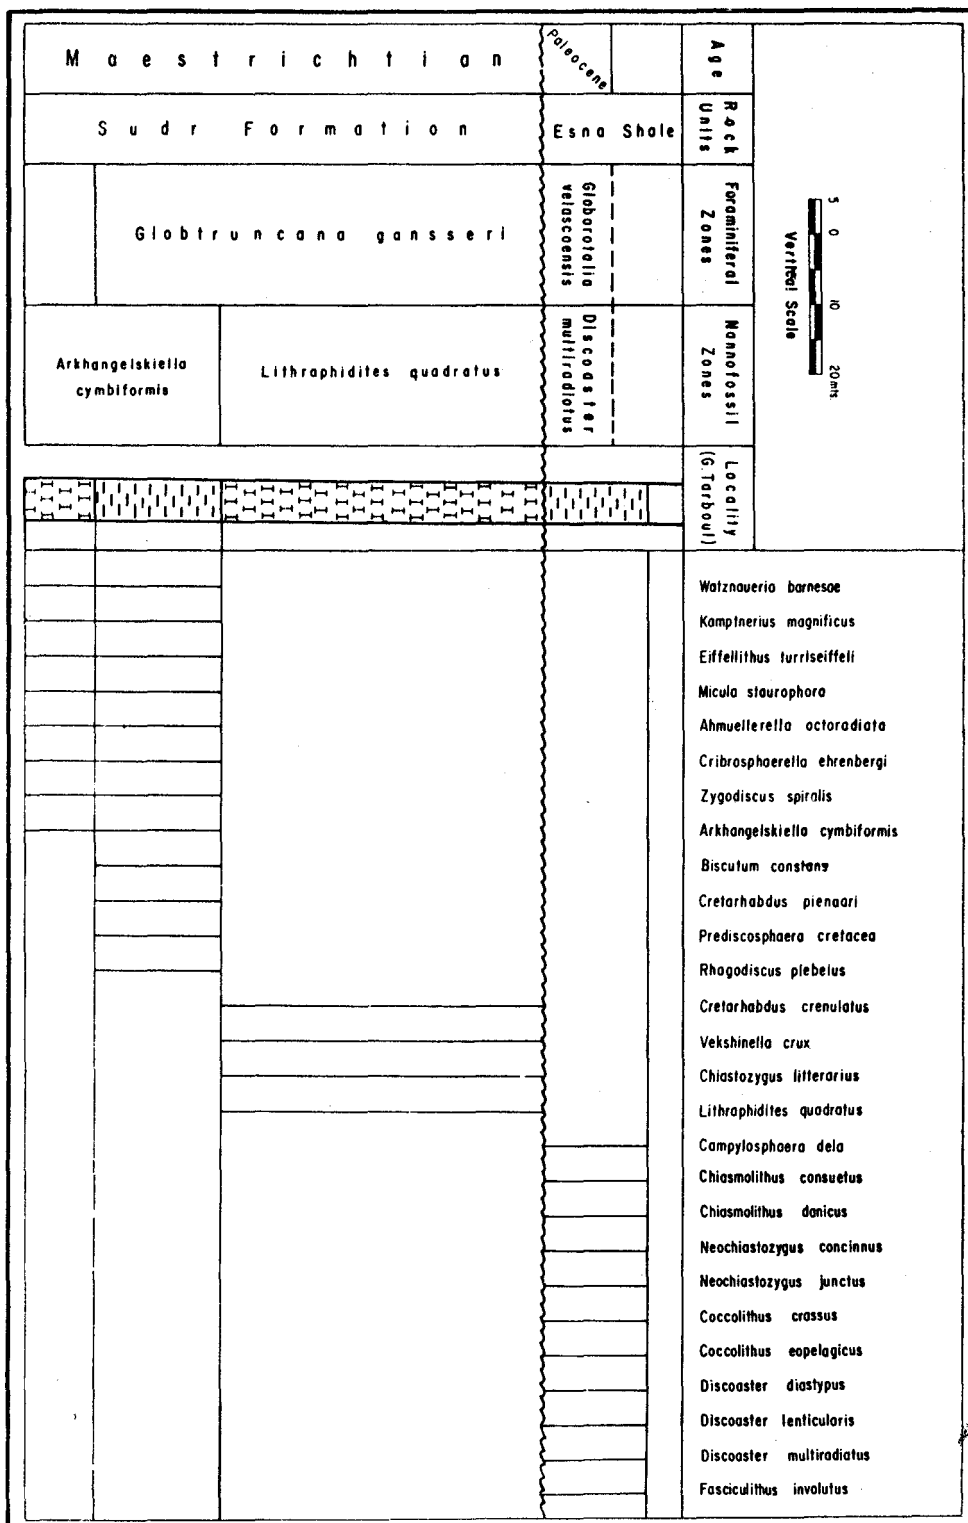 Maestrichtian
Paleocene
Age
Sudr Formation
Esna Shale
Rock
Units
Globtruncana gansseri
Globorotalia
velascoensis
Foraminiferal
Zones
Arkhangelskiella
cymbiformis
Lithraphidites quadratus
Discoaster
multiradiatus
Nannofossil
Zones
Locality
(G.Tarbout)
5 0 10 20 mts.
Vertical Scale
Watznaueria barnesae
Kamptnerius magnificus
Eiffellithus turriseiffeli
Micula staurophora
Ahmuellerella octoradiata
Cribrosphaerella ehrenbergi
Zygodiscus spiralis
Arkhangelskiella cymbiformis
Biscutum constans
Cretarhabdus pienaari
Prediscosphaera cretacea
Rhagodiscus plebeius
Cretarhabdus crenulatus
Vekshinella crux
Chiastozygus litterarius
Lithraphidites quadratus
Campylosphaera dela
Chiasmolithus consuetus
Chiasmolithus danicus
Neochiastozygus concinnus
Neochiastozygus junctus
Coccolithus crassus
Coccolithus eopelagicus
Discoaster diastypus
Discoaster lenticularis
Discoaster multiradiatus
Fasciculithus involutus